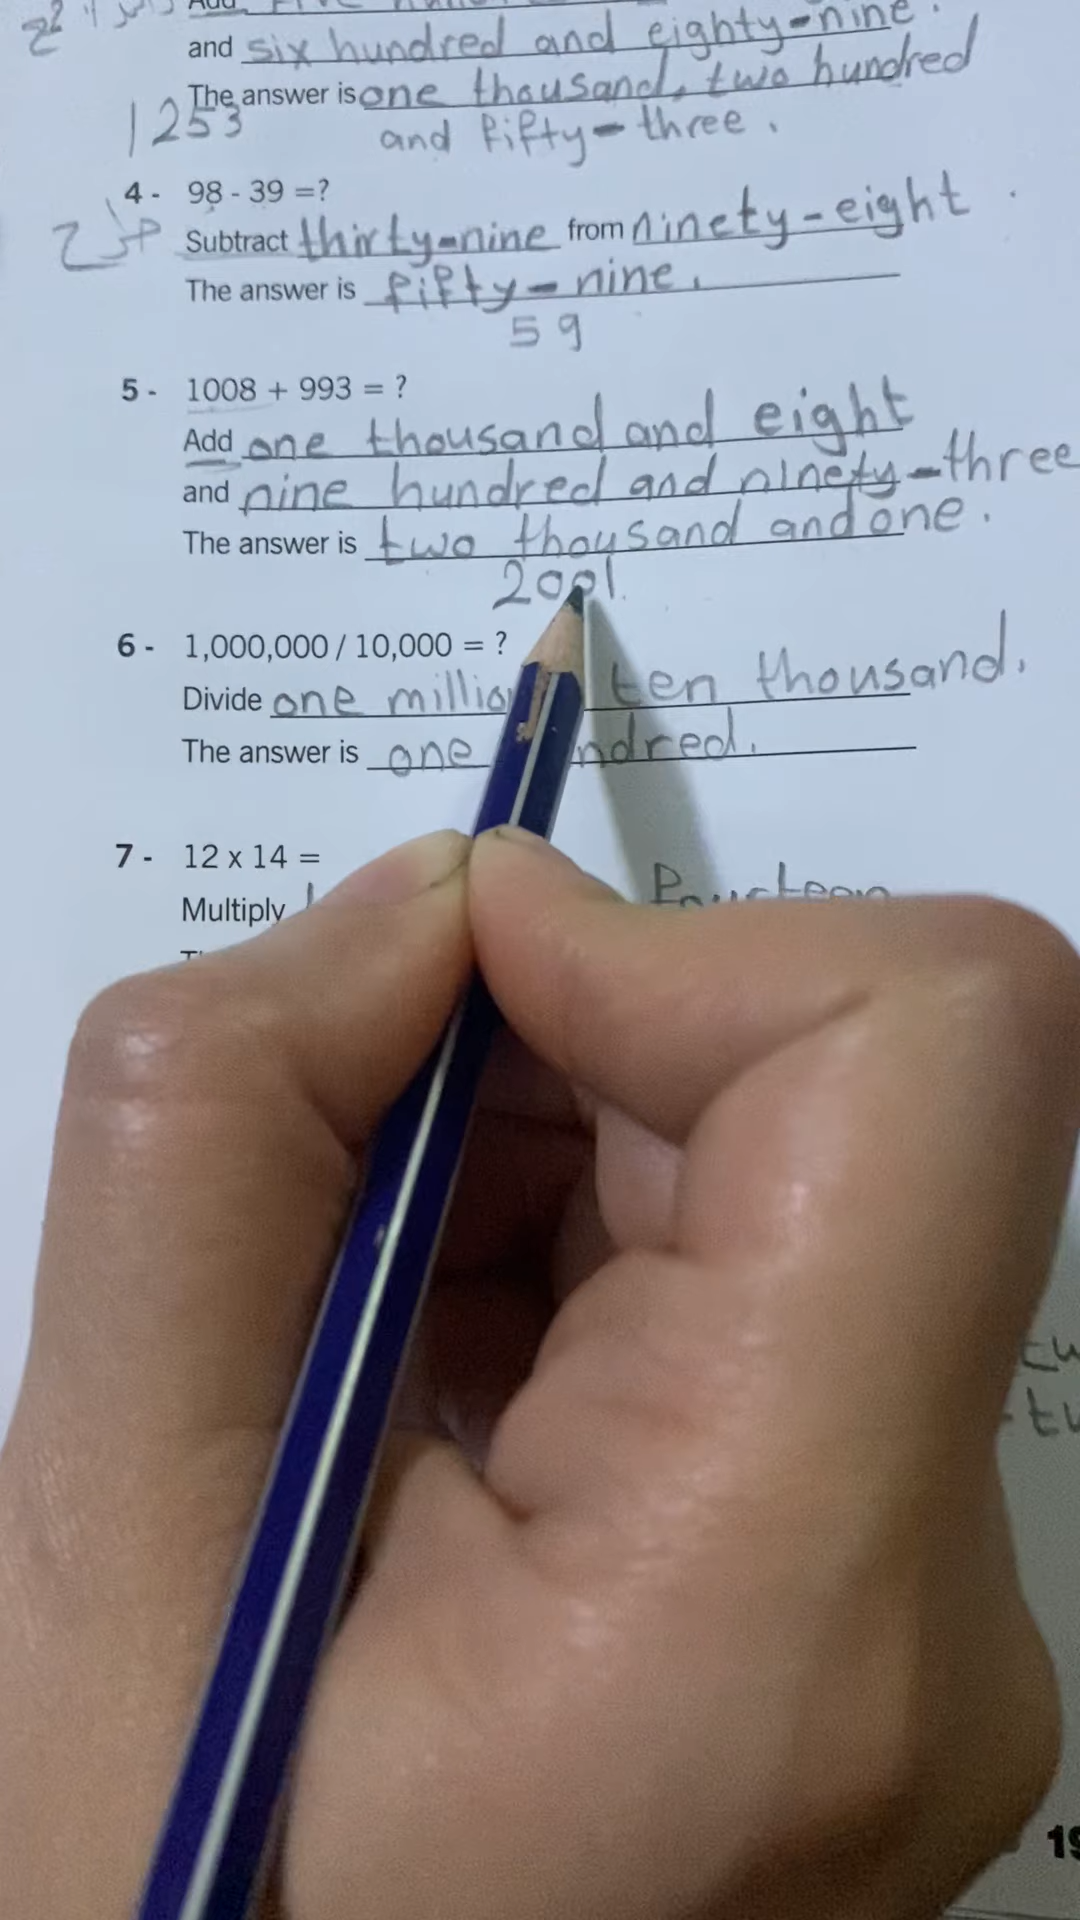 Add
and six hundred and eighty-nine.
The answer is one thousand, two hundred
1253 and fifty-three.
4 - 98 - 39 =?
طرح
Subtract thirty-nine from ninety-eight
The answer is fifty-nine.
59
5 - 1008 + 993 = ?
Add one thousand and eight
and nine hundred and ninety-three
The answer is two thousand and one.
2001
6 - 1,000,000 / 10,000 = ?
Divide one ten thousand.
The answer is one
7 - 12 x 14 =
Multiply